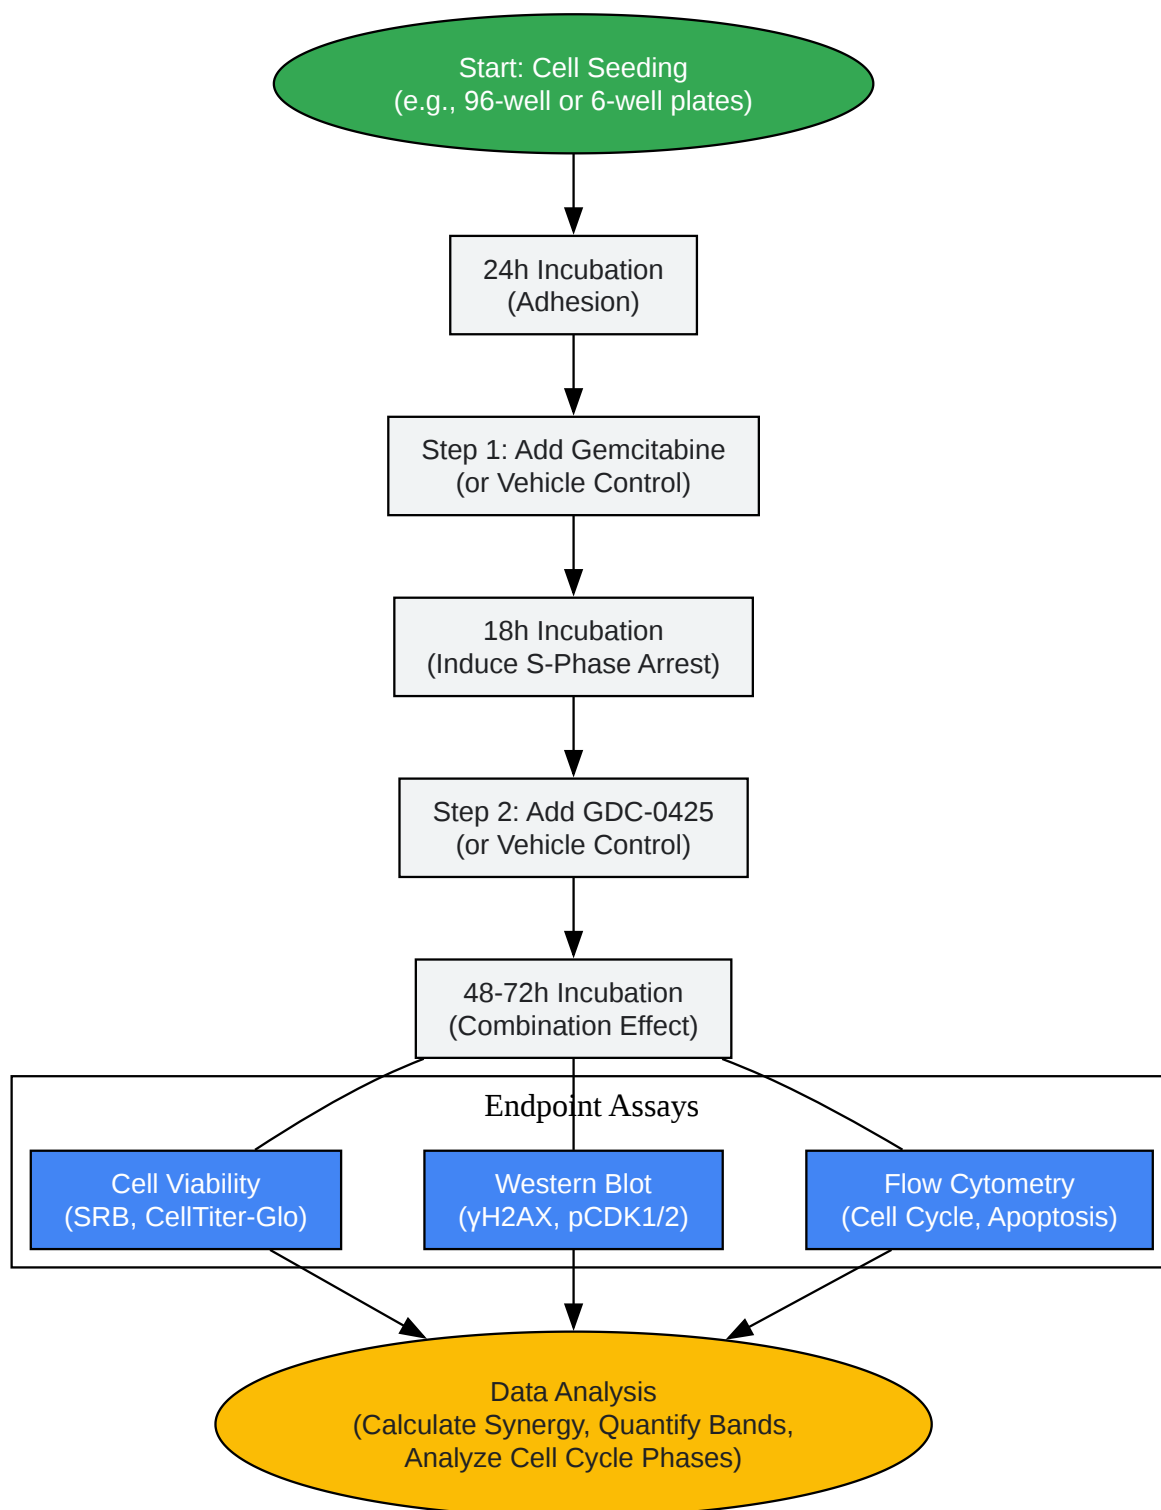 Start: Cell Seeding
(e.g., 96-well or 6-well plates)
24h Incubation
(Adhesion)
Step 1: Add Gemcitabine
(or Vehicle Control)
18h Incubation
(Induce S-Phase Arrest)
Step 2: Add GDC-0425
(or Vehicle Control)
48-72h Incubation
(Combination Effect)
Endpoint Assays
Cell Viability
(SRB, CellTiter-Glo)
Western Blot
(γH2AX, pCDK1/2)
Flow Cytometry
(Cell Cycle, Apoptosis)
Data Analysis
(Calculate Synergy, Quantify Bands,
Analyze Cell Cycle Phases)